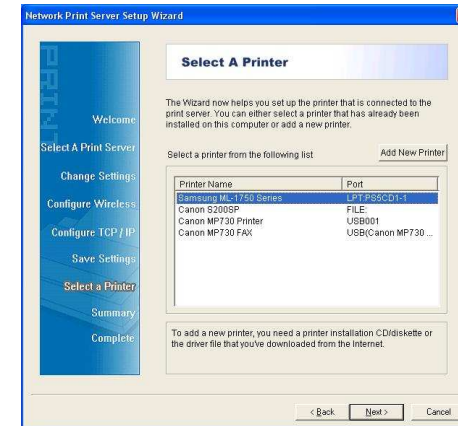 Network Print Server Setup Wizard
PRINT
Welcome
Select A Print Server
Change Settings
Configure Wireless
Configure TCP / IP
Save Settings
Select a Printer
Summary
Complete
Select A Printer
The Wizard now helps you set up the printer that is connected to the
print server. You can either select a printer that has already been
installed on this computer or add a new printer.
Select a printer from the following list
Add New Printer
Printer Name Port
Samsung ML-1750 Series LPT:PS5CD1-1
Canon S200SP FILE:
Canon MP730 Printer USB001
Canon MP730 FAX USB(Canon MP730 ...
To add a new printer, you need a printer installation CD/diskette or
the driver file that you've downloaded from the Internet.
< Back Next > Cancel